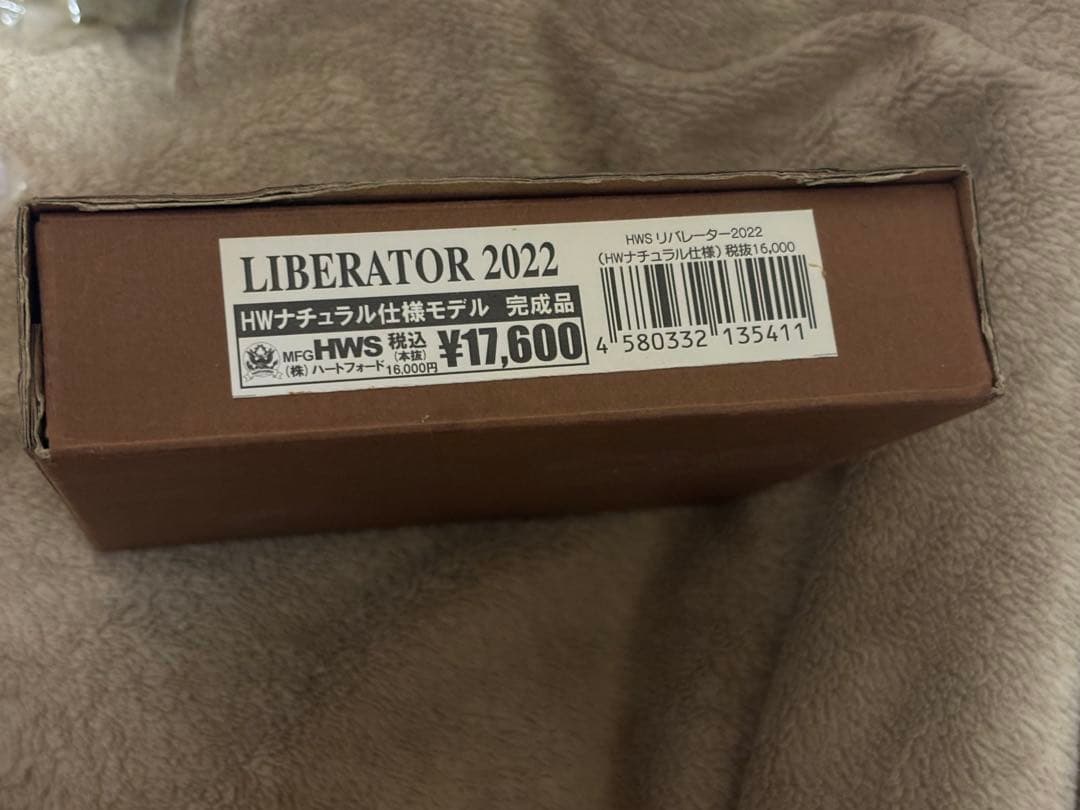 LIBERATOR 2022
HWナチュラル仕様モデル 完成品
MFG HWS 税込 ¥17,600
(株)ハートフォード (本抜) 16,000円
HWS リバレーター2022
(HWナチュラル仕様) 税抜16,000
4 580332 135411